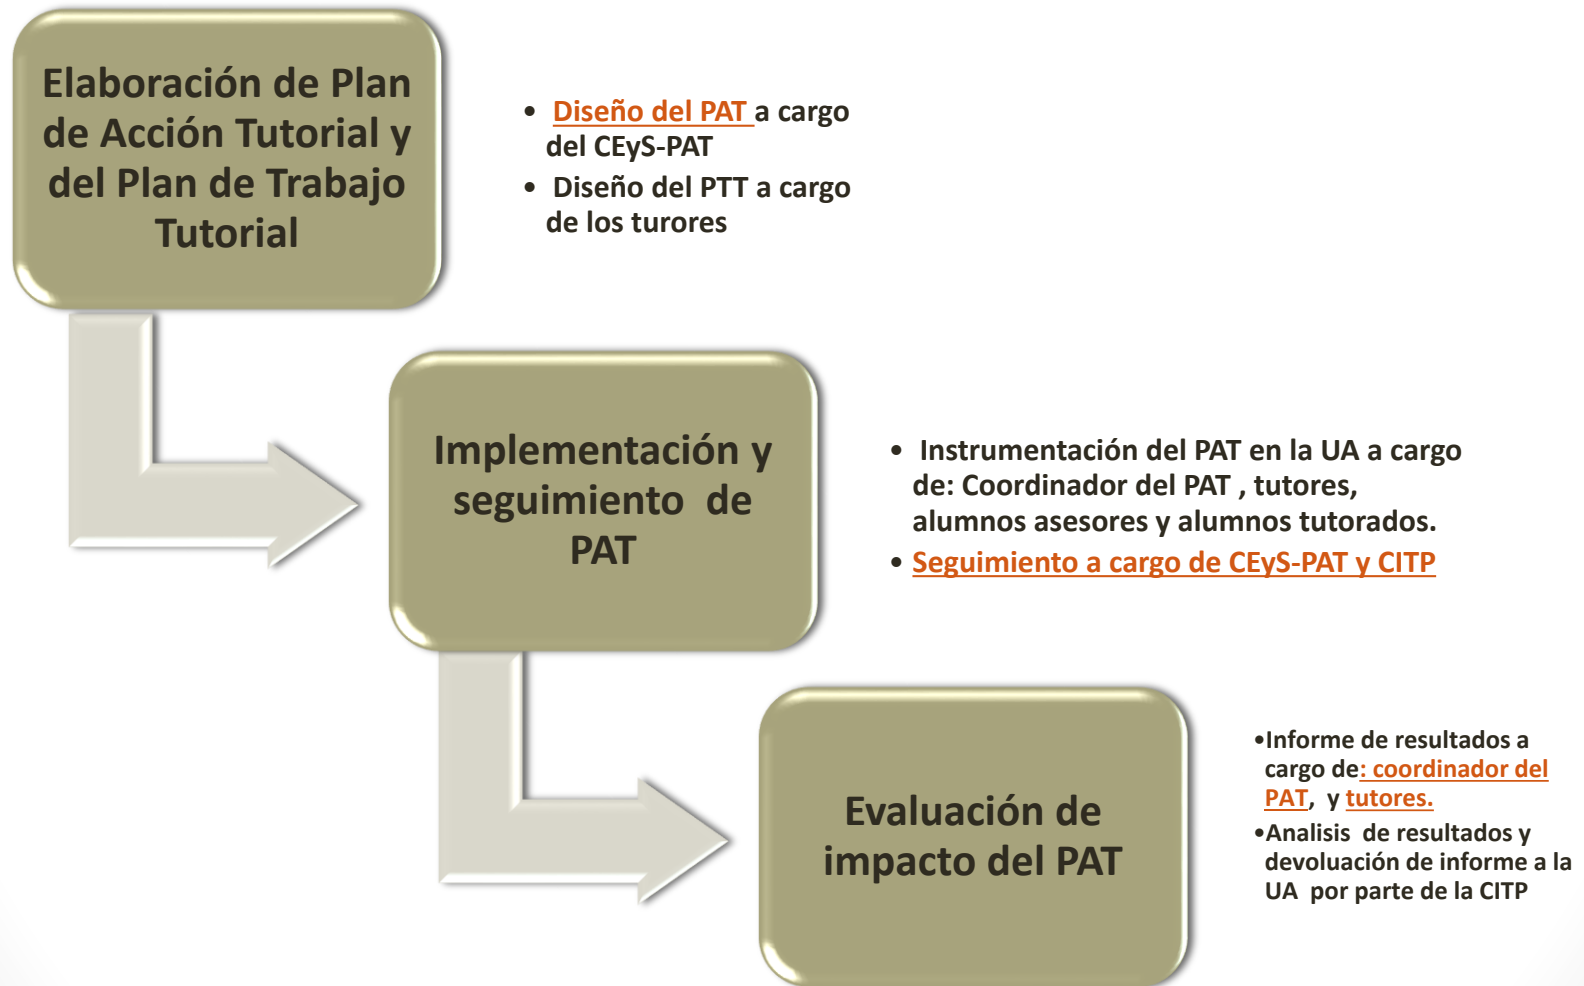 Elaboración de Plan
de Acción Tutorial y
del Plan de Trabajo
Tutorial
• Diseño del PAT a cargo
del CEyS-PAT
• Diseño del PTT a cargo
de los turores
Implementación y
seguimiento de
PAT
• Instrumentación del PAT en la UA a cargo
de: Coordinador del PAT , tutores,
alumnos asesores y alumnos tutorados.
• Seguimiento a cargo de CEyS-PAT y CITP
Evaluación de
impacto del PAT
•Informe de resultados a
cargo de: coordinador del
PAT, y tutores.
•Analisis de resultados y
devoluación de informe a la
UA por parte de la CITP